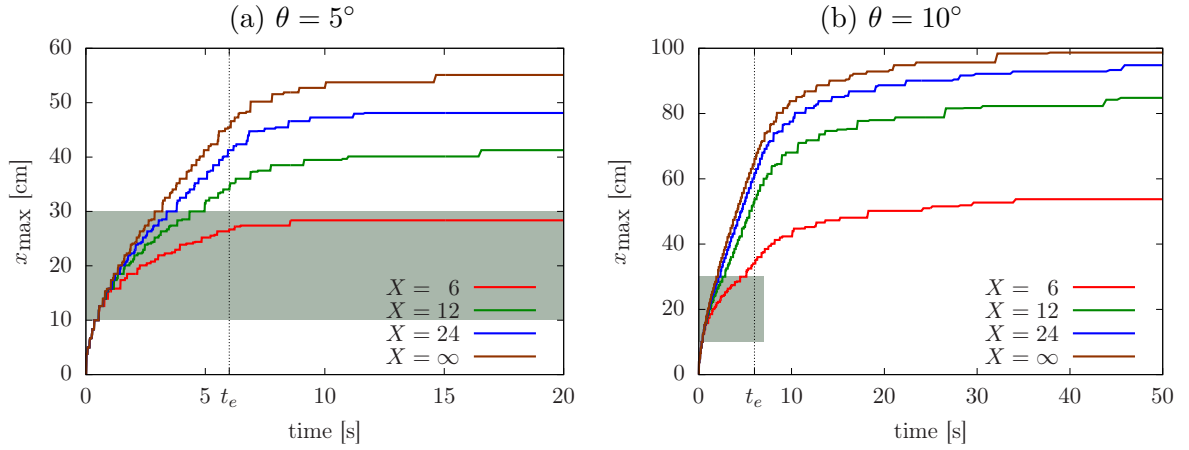 (a) θ = 5°
60
50
40
30
20
10
0
x_max [cm]
0 5 t_e 10 15 20
time [s]
X = 6
X = 12
X = 24
X = ∞
(b) θ = 10°
100
80
60
40
20
0
x_max [cm]
0 t_e 10 20 30 40 50
time [s]
X = 6
X = 12
X = 24
X = ∞